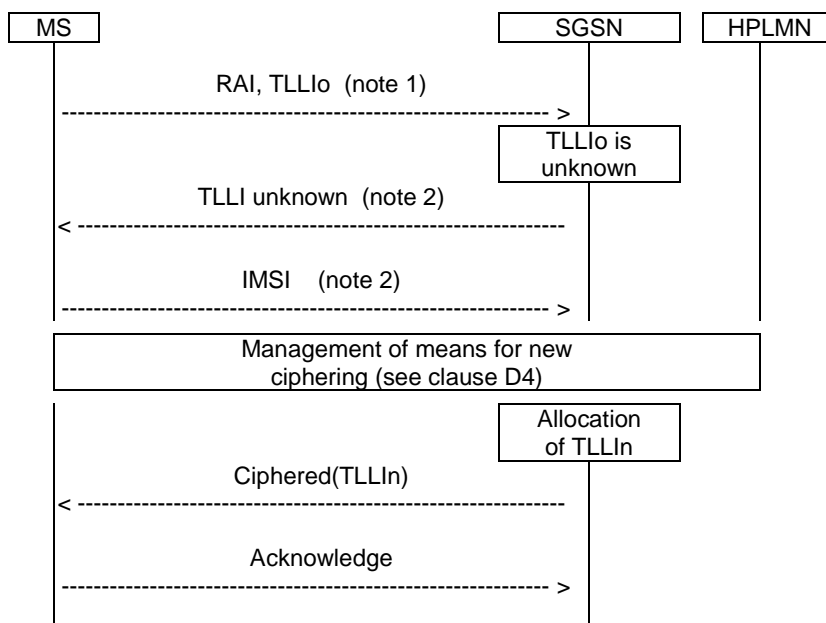 MS SGSN HPLMN
RAI, TLLIo (note 1)
---------------------------------------------------------------- >
TLLIo is
unknown
TLLI unknown (note 2)
< ----------------------------------------------------------------
IMSI (note 2)
---------------------------------------------------------------- >
Management of means for new
ciphering (see clause D4)
Allocation
of TLLIn
Ciphered(TLLIn)
< ----------------------------------------------------------------
Acknowledge
---------------------------------------------------------------- >